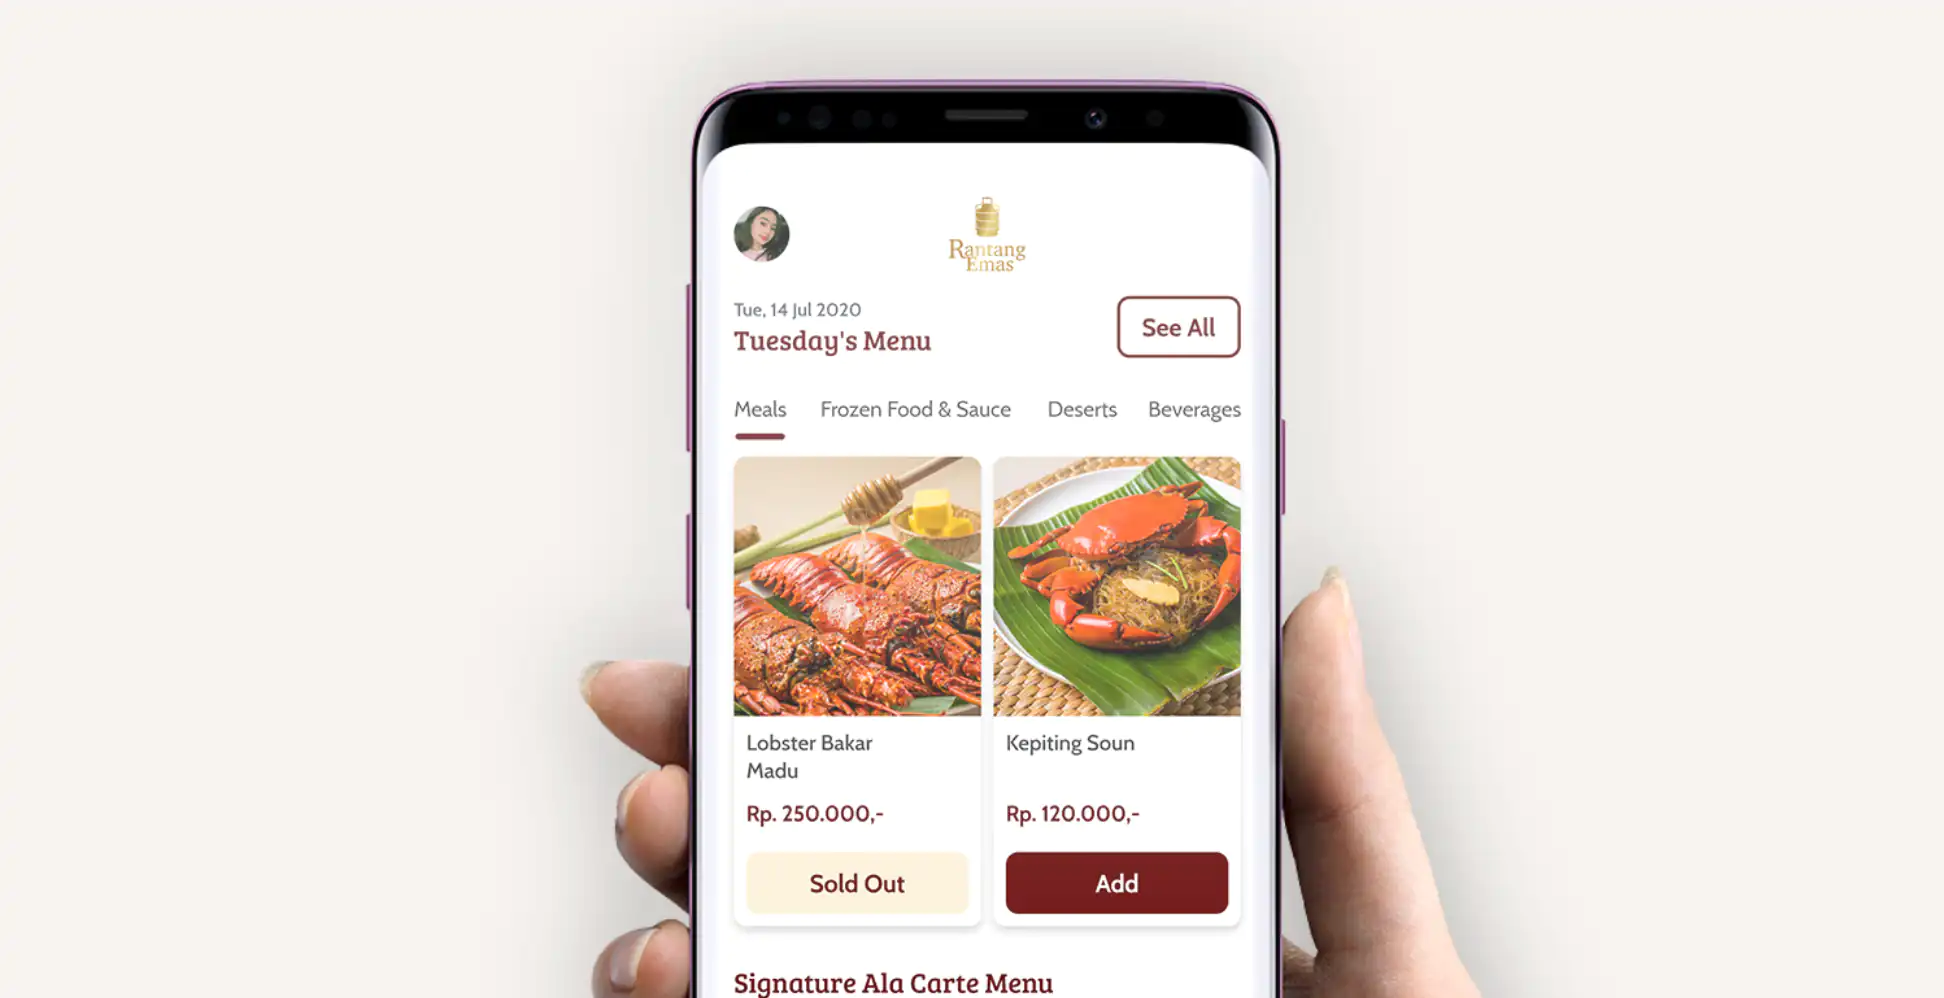 Rantang
Emas
Tue, 14 Jul 2020
Tuesday's Menu
See All
Meals
Frozen Food & Sauce
Deserts
Beverages
Lobster Bakar
Madu
Rp. 250.000,-
Sold Out
Kepiting Soun
Rp. 120.000,-
Add
Signature Ala Carte Menu